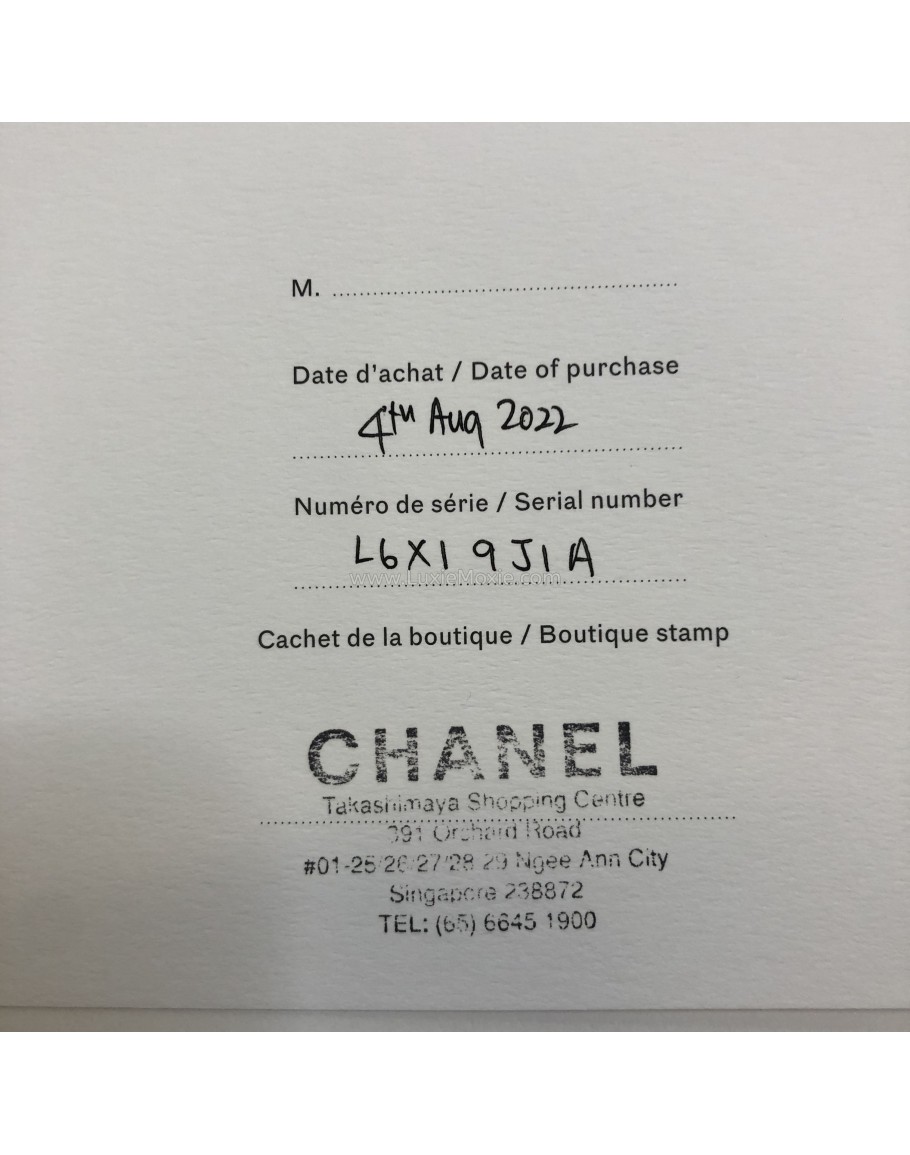 M. ........................................................
Date d'achat / Date of purchase
4th Aug 2022
Numéro de série / Serial number
L6X19J1A
www.LuxieMoxie.com
Cachet de la boutique / Boutique stamp
CHANEL
Takashimaya Shopping Centre
391 Orchard Road
#01-25/26/27/28/29 Ngee Ann City
Singapore 238872
TEL: (65) 6645 1900